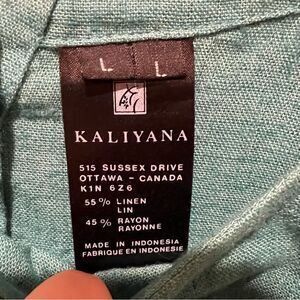 L L
KALIYANA
515 SUSSEX DRIVE
OTTAWA - CANADA
K1N 6Z6
55% LINEN
LIN
45% RAYON
RAYONNE
MADE IN INDONESIA
FABRIQUE EN INDONESIE